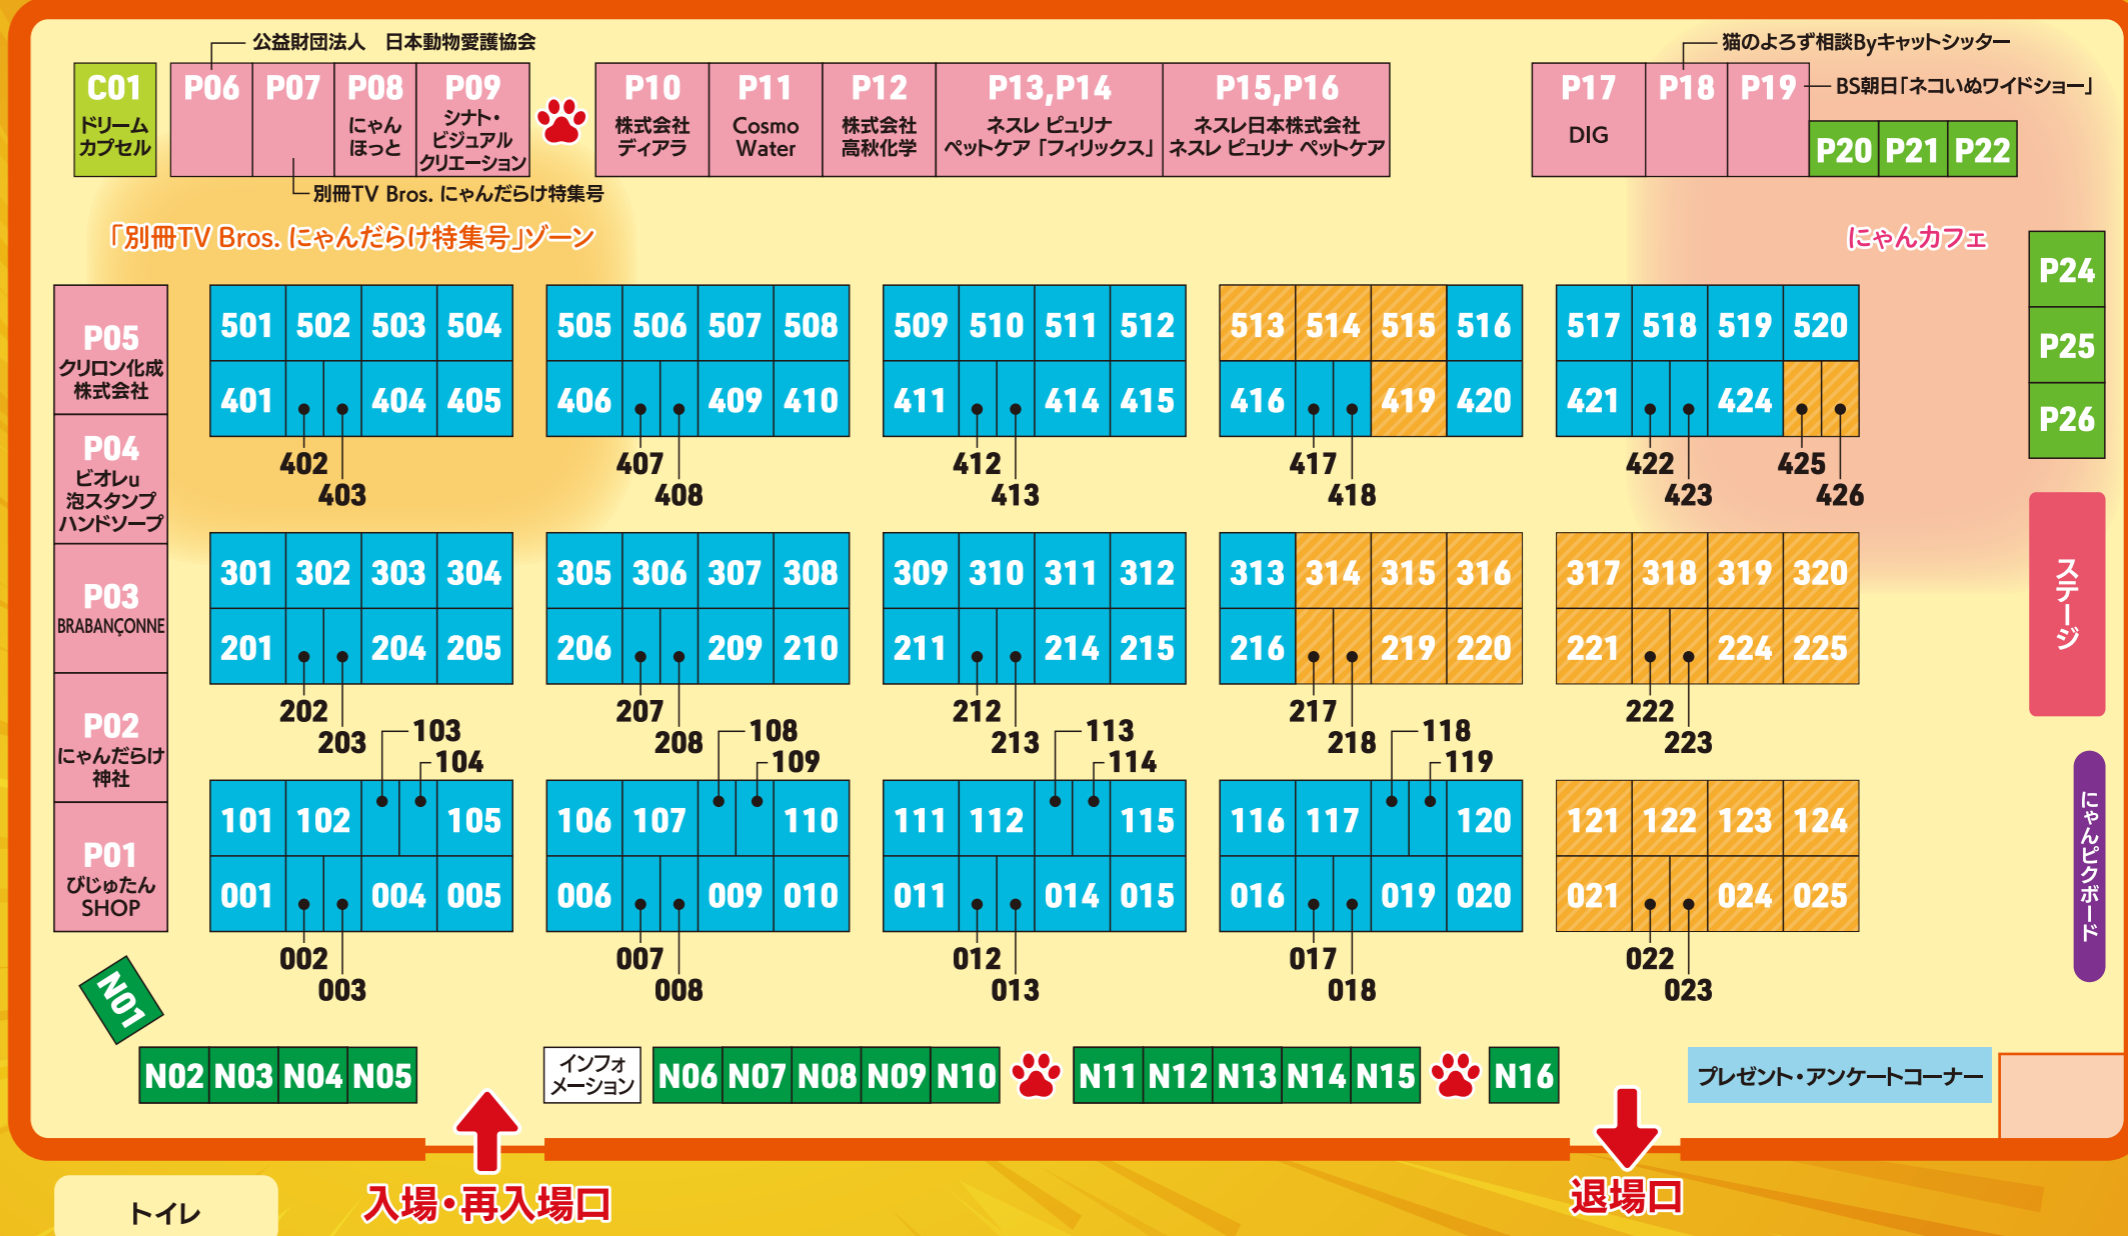 公益財団法人　日本動物愛護協会
猫のよろず相談Byキャットシッター
C01
ドリーム
カプセル
P06
P07
P08
にゃん
ほっと
P09
シナト・
ビジュアル
クリエーション
P10
株式会社
ディアラ
P11
Cosmo
Water
P12
株式会社
高秋化学
P13,P14
ネスレ ピュリナ
ペットケア「フィリックス」
P15,P16
ネスレ日本株式会社
ネスレ ピュリナ ペットケア
P17
DIG
P18
P19
BS朝日「ネコいぬワイドショー」
P20 P21 P22
別冊TV Bros. にゃんだらけ特集号
「別冊TV Bros. にゃんだらけ特集号」ゾーン
にゃんカフェ
P24
P25
P26
P05
クリロン化成
株式会社
P04
ビオレu
泡スタンプ
ハンドソープ
P03
BRABANÇONNE
P02
にゃんだらけ
神社
P01
びじゅたん
SHOP
501 502 503 504 505 506 507 508 509 510 511 512 513 514 515 516 517 518 519 520
401 404 405 406 409 410 411 414 415 416 419 420 421 424
402 407 412 417 422 425
403 408 413 418 423 426
301 302 303 304 305 306 307 308 309 310 311 312 313 314 315 316 317 318 319 320
201 204 205 206 209 210 211 214 215 216 219 220 221 224 225
202 207 212 217 222
203 208 213 218 223
103 108 113 118
104 109 114 119
101 102 105 106 107 110 111 112 115 116 117 120 121 122 123 124
001 004 005 006 009 010 011 014 015 016 019 020 021 024 025
002 007 012 017 022
003 008 013 018 023
ステージ
にゃんピクボード
N01
N02 N03 N04 N05
インフォ
メーション
N06 N07 N08 N09 N10
N11 N12 N13 N14 N15
N16
プレゼント・アンケートコーナー
トイレ
入場・再入場口
退場口